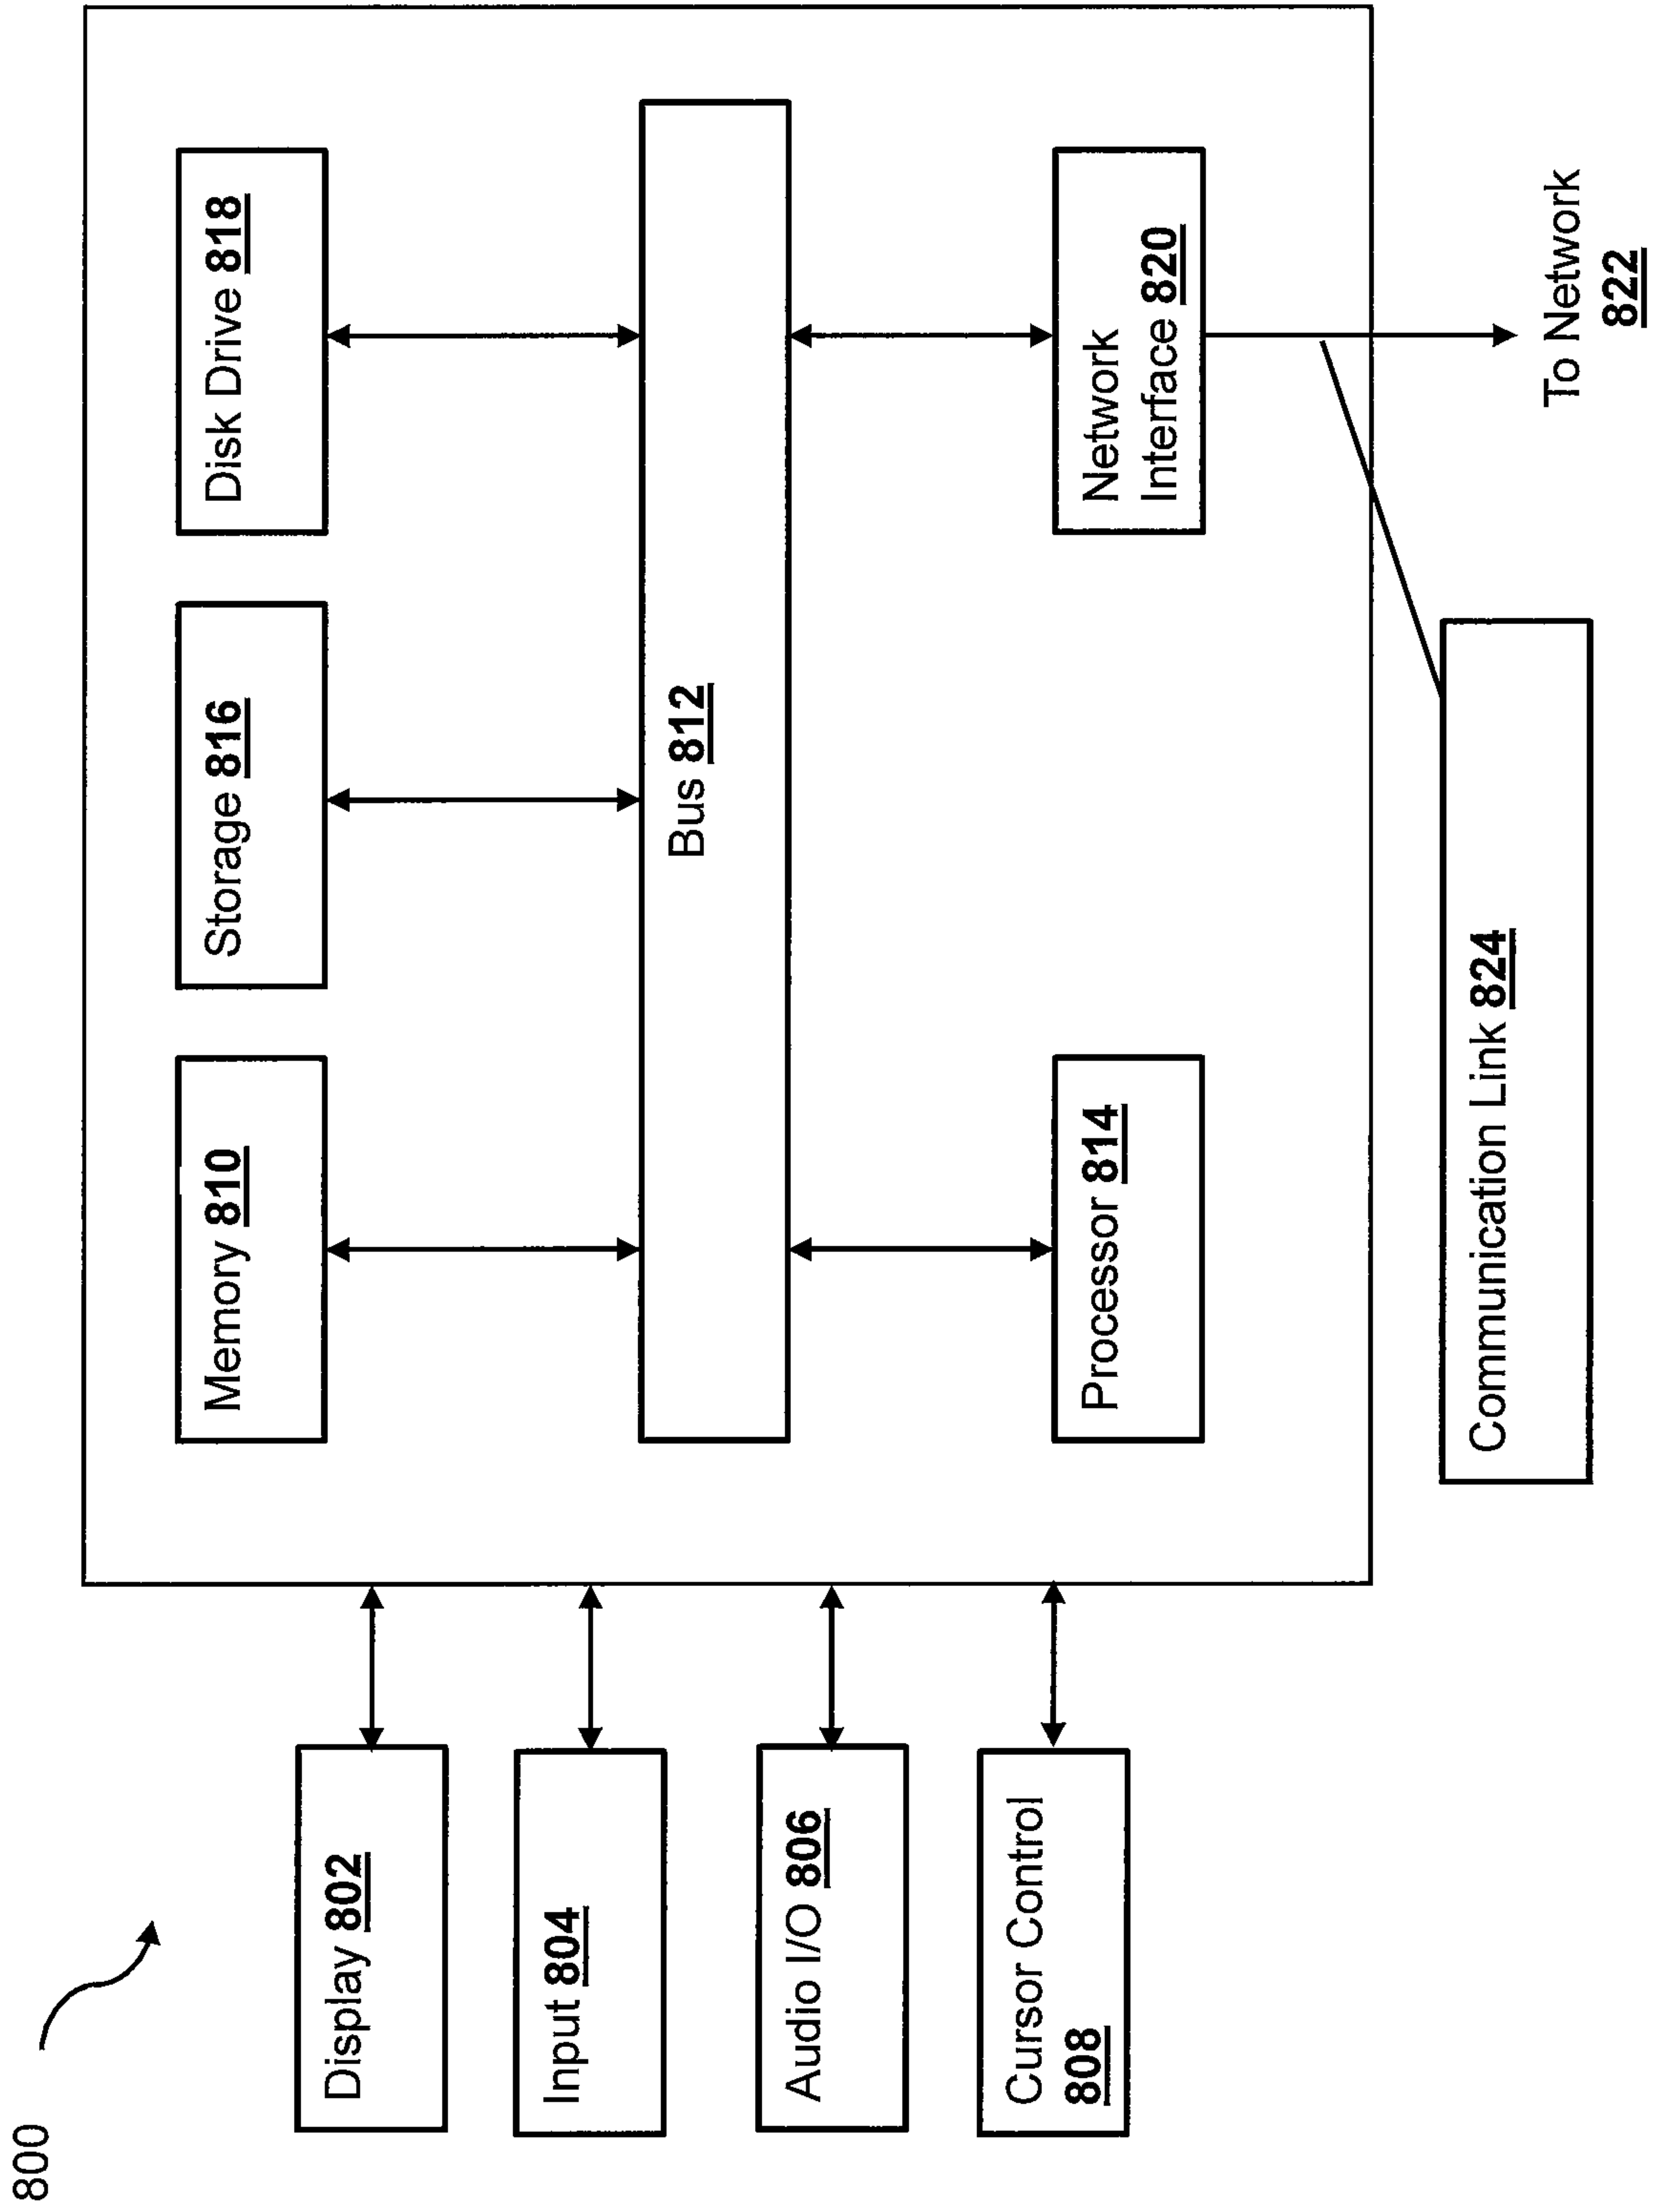 800
Display 802
Input 804
Audio I/O 806
Cursor Control
808
Memory 810
Storage 816
Disk Drive 818
Bus 812
Processor 814
Network
Interface 820
Communication Link 824
To Network
822